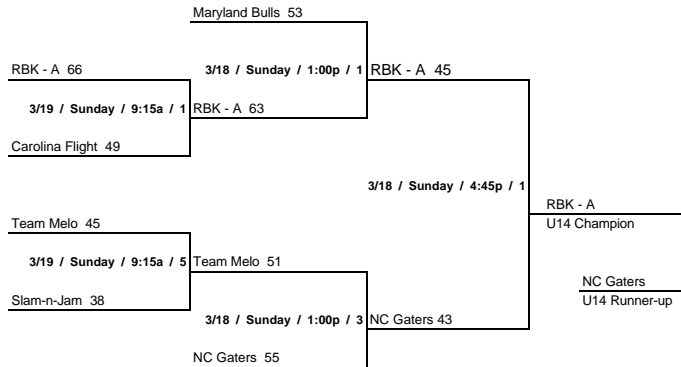 Maryland Bulls 53
RBK - A 66
3/18 / Sunday / 1:00p / 1 RBK - A 45
3/19 / Sunday / 9:15a / 1 RBK - A 63
Carolina Flight 49
3/18 / Sunday / 4:45p / 1
RBK - A
Team Melo 45
U14 Champion
3/19 / Sunday / 9:15a / 5 Team Melo 51
NC Gaters
Slam-n-Jam 38
U14 Runner-up
3/18 / Sunday / 1:00p / 3 NC Gaters 43
NC Gaters 55